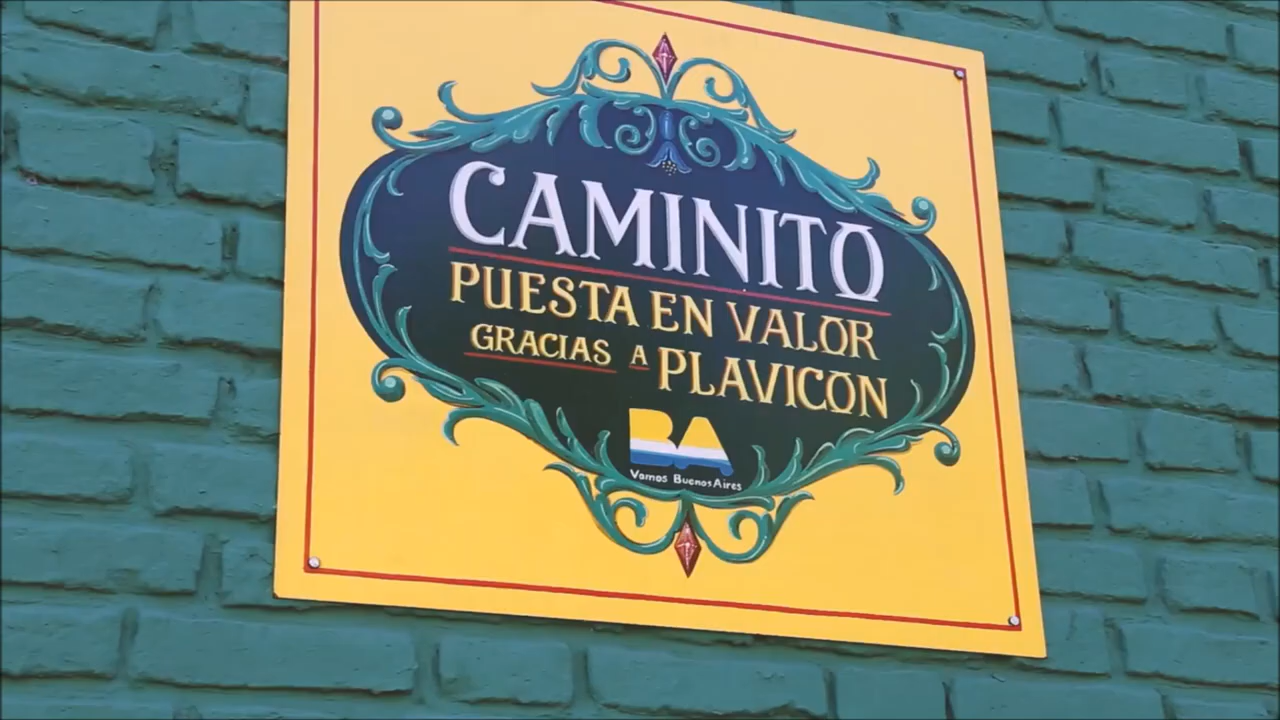 CAMINITO
PUESTA EN VALOR
GRACIAS A PLAVICON
BA
Vamos Buenos Aires